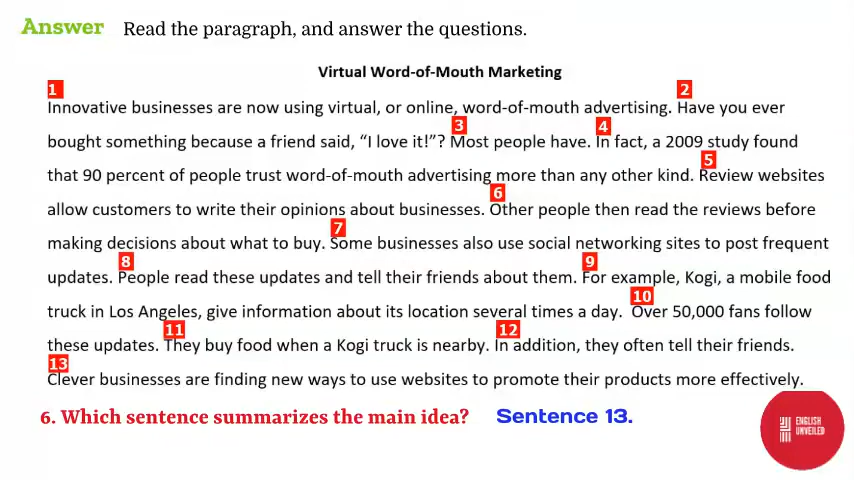 Answer Read the paragraph, and answer the questions.
Virtual Word-of-Mouth Marketing
1 2
Innovative businesses are now using virtual, or online, word-of-mouth advertising. Have you ever
3 4
bought something because a friend said, “I love it!”? Most people have. In fact, a 2009 study found
5
that 90 percent of people trust word-of-mouth advertising more than any other kind. Review websites
6
allow customers to write their opinions about businesses. Other people then read the reviews before
7
making decisions about what to buy. Some businesses also use social networking sites to post frequent
8 9
updates. People read these updates and tell their friends about them. For example, Kogi, a mobile food
10
truck in Los Angeles, give information about its location several times a day. Over 50,000 fans follow
11 12
these updates. They buy food when a Kogi truck is nearby. In addition, they often tell their friends.
13
Clever businesses are finding new ways to use websites to promote their products more effectively.
6. Which sentence summarizes the main idea? Sentence 13.
ENGLISH
UNVEILED